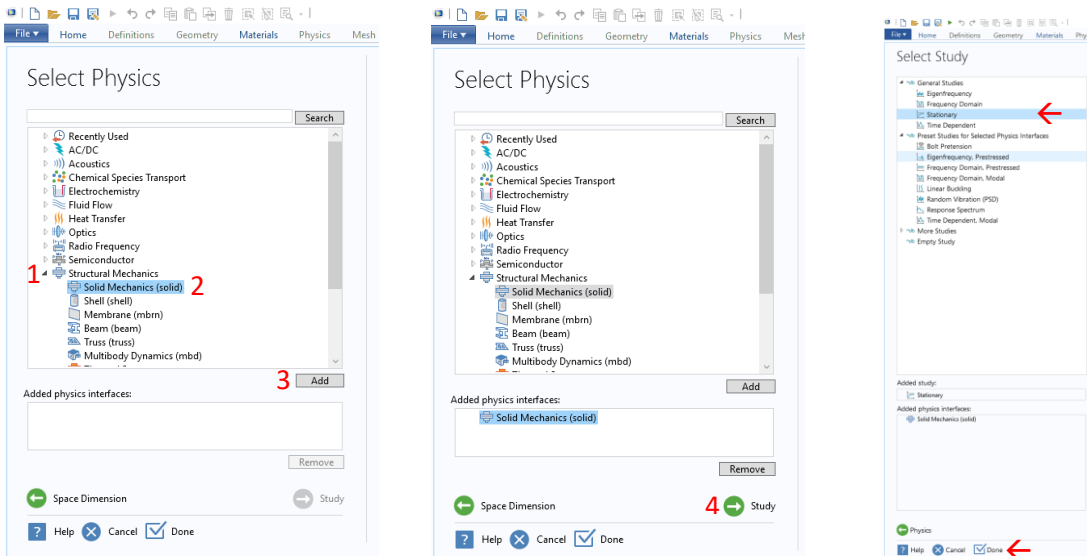 File Home Definitions Geometry Materials Physics Mesh
Select Physics
Search
Recently Used
AC/DC
Acoustics
Chemical Species Transport
Electrochemistry
Fluid Flow
Heat Transfer
Optics
Radio Frequency
Semiconductor
1 Structural Mechanics
Solid Mechanics (solid) 2
Shell (shell)
Membrane (mbrn)
Beam (beam)
Truss (truss)
Multibody Dynamics (mbd)
3 Add
Added physics interfaces:
Remove
Space Dimension Study
? Help Cancel Done
File Home Definitions Geometry Materials Physics Mesh
Select Physics
Search
Recently Used
AC/DC
Acoustics
Chemical Species Transport
Electrochemistry
Fluid Flow
Heat Transfer
Optics
Radio Frequency
Semiconductor
Structural Mechanics
Solid Mechanics (solid)
Shell (shell)
Membrane (mbrn)
Beam (beam)
Truss (truss)
Multibody Dynamics (mbd)
Add
Added physics interfaces:
Solid Mechanics (solid)
Remove
Space Dimension 4 Study
? Help Cancel Done
File Home Definitions Geometry Materials Phy
Select Study
General Studies
Eigenfrequency
Frequency Domain
Stationary
Time Dependent
Preset Studies for Selected Physics Interfaces
Bolt Pretension
Eigenfrequency, Prestressed
Frequency Domain, Prestressed
Frequency Domain, Modal
Linear Buckling
Random Vibration (PSD)
Response Spectrum
Time Dependent, Modal
More Studies
Empty Study
Added study:
Stationary
Added physics interfaces:
Solid Mechanics (solid)
Physics
? Help Cancel Done